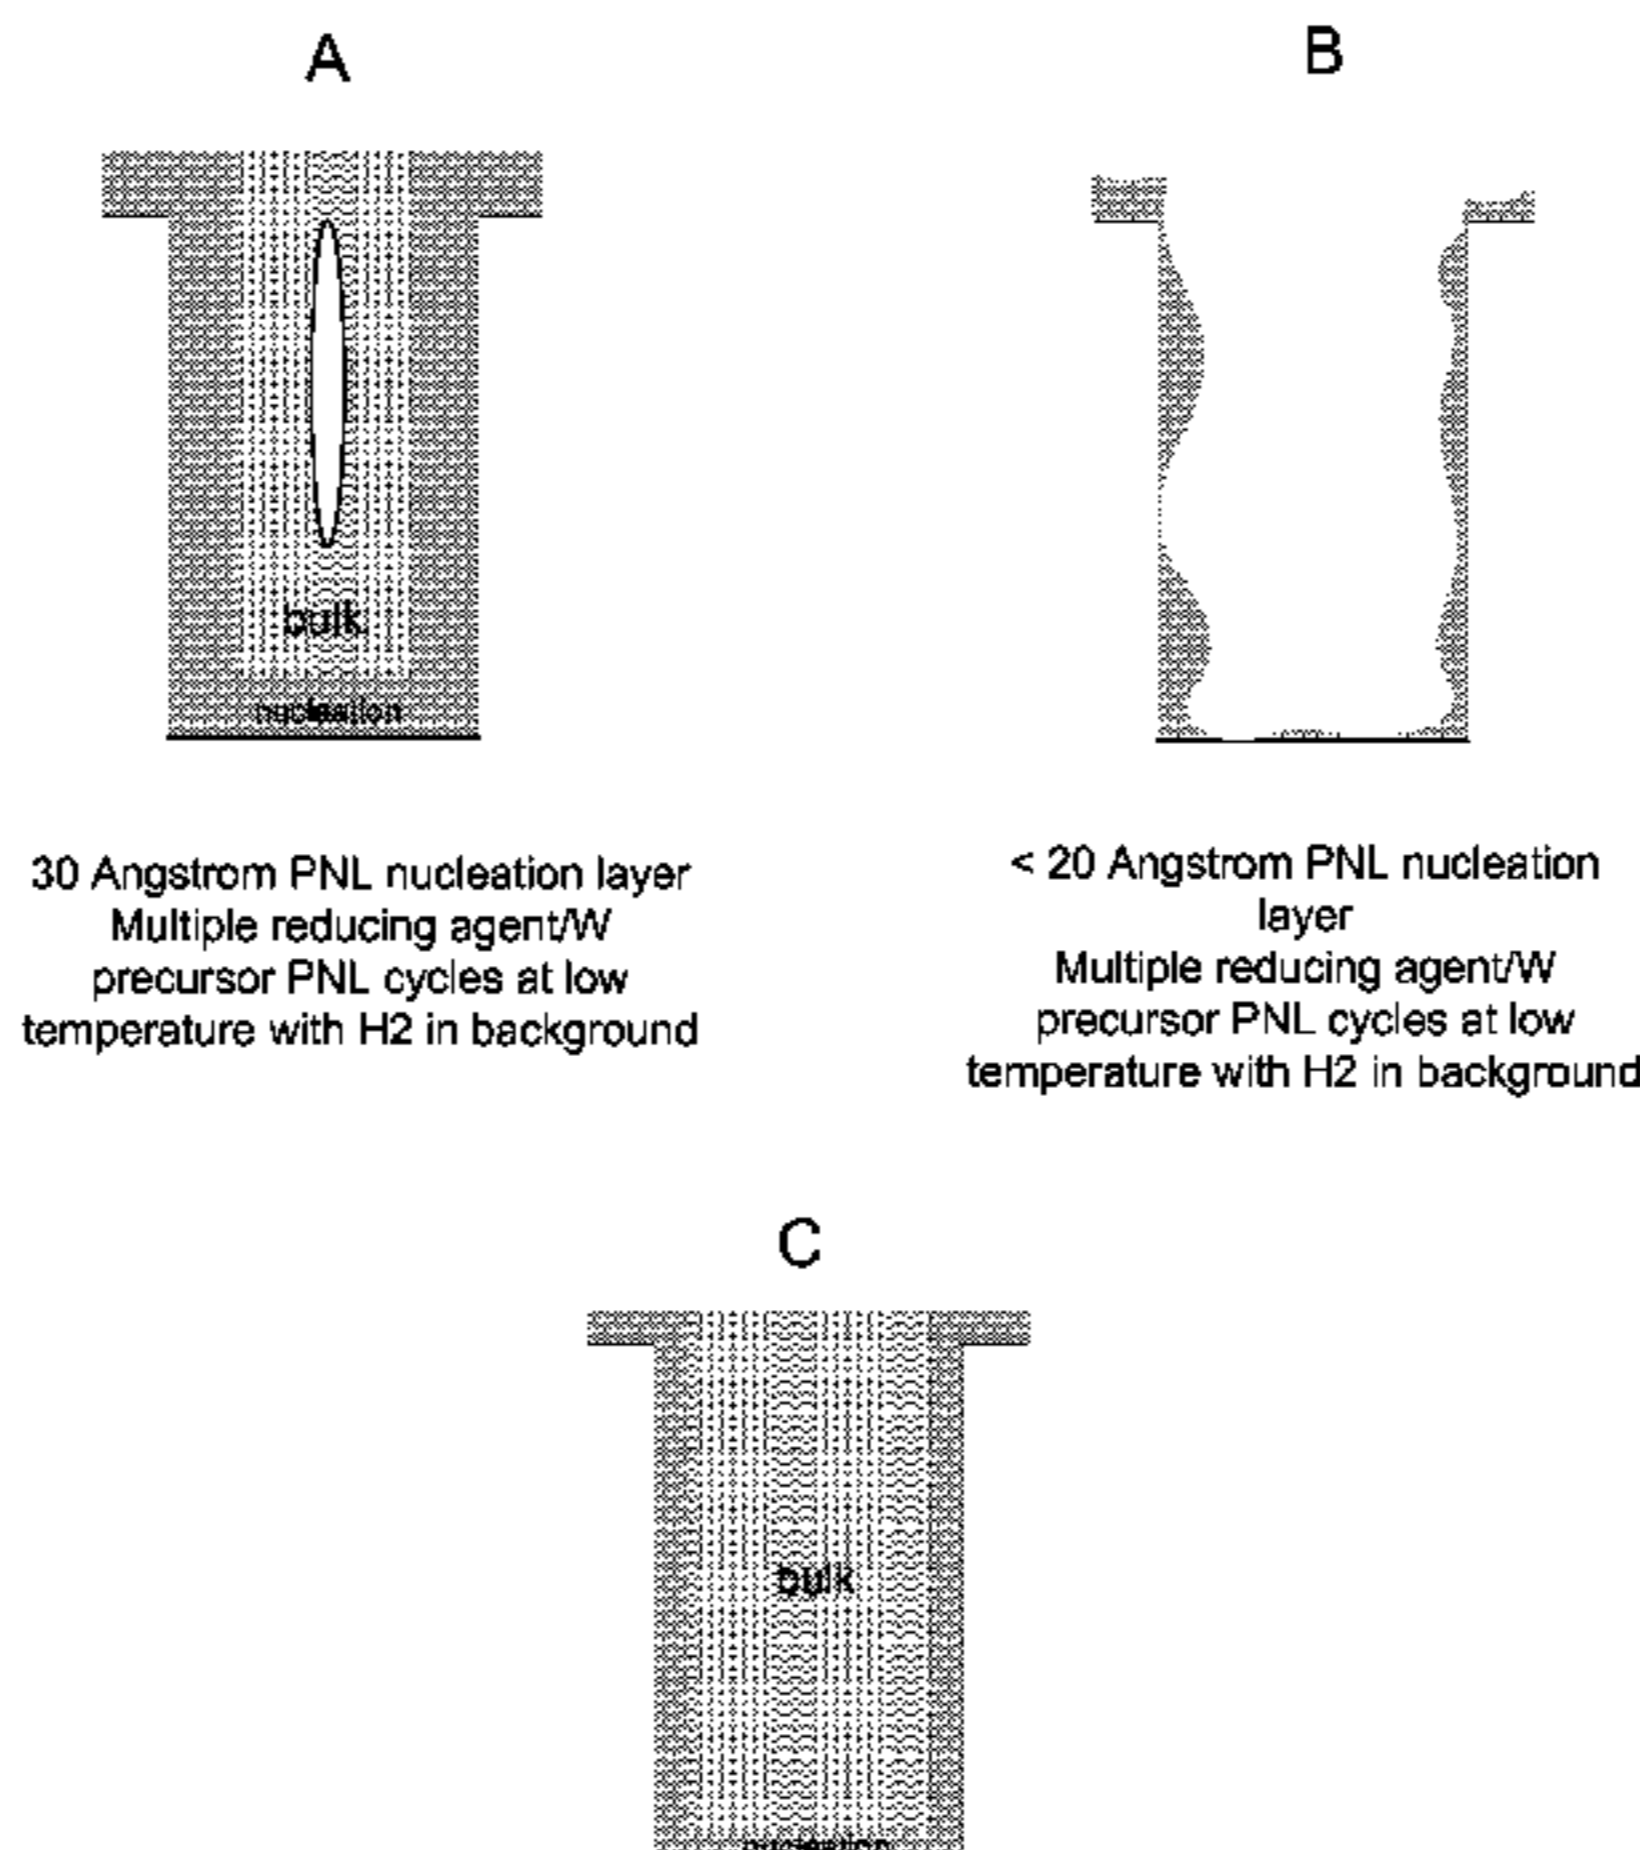 A
B
bulk
nucleation
30 Angstrom PNL nucleation layer
Multiple reducing agent/W
precursor PNL cycles at low
temperature with H2 in background
< 20 Angstrom PNL nucleation
layer
Multiple reducing agent/W
precursor PNL cycles at low
temperature with H2 in background
C
bulk
nucleation